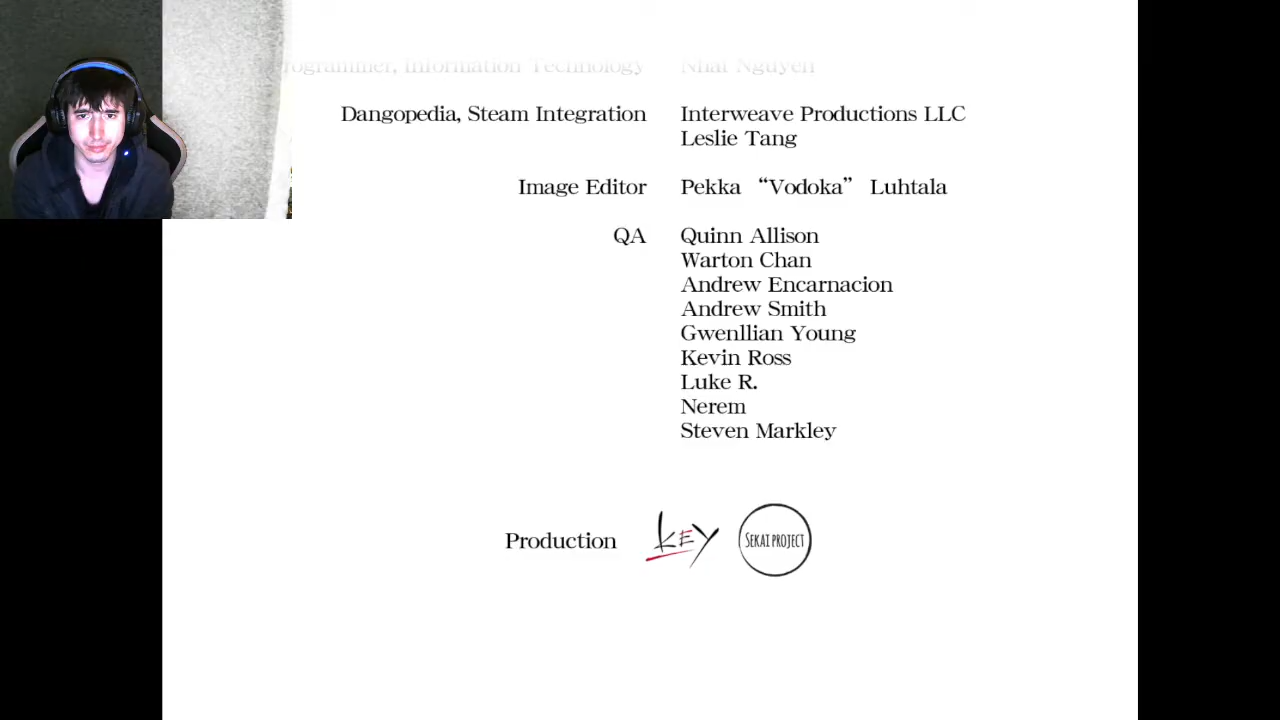 Programmer, Information Technology Nhai Nguyen
Dangopedia, Steam Integration Interweave Productions LLC
Leslie Tang
Image Editor Pekka “Vodoka” Luhtala
QA Quinn Allison
Warton Chan
Andrew Encarnacion
Andrew Smith
Gwenllian Young
Kevin Ross
Luke R.
Nerem
Steven Markley
Production key SEKAI PROJECT